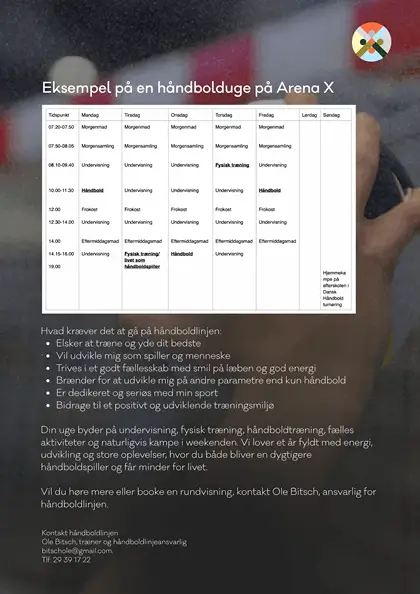 Eksempel på en håndbolduge på Arena X
Tidspunkt Mandag Tirsdag Onsdag Torsdag Fredag Lørdag Søndag
07.20-07.50 Morgenmad Morgenmad Morgenmad Morgenmad Morgenmad
07.50-08.05 Morgensamling Morgensamling Morgensamling Morgensamling Morgensamling
08.10-09.40 Undervisning Undervisning Undervisning Fysisk træning Undervisning
10.00-11.30 Håndbold Undervisning Undervisning Undervisning Håndbold
12.00 Frokost Frokost Frokost Frokost Frokost
12.30-14.00 Undervisning Undervisning Undervisning Undervisning Undervisning
14.00 Eftermiddagsmad Eftermiddagsmad Eftermiddagsmad Eftermiddagsmad Eftermiddagsmad
14.15-16.00 Undervisning Fysisk træning/ Håndbold Undervisning
livet som
håndboldspiller
19.00 Hjemmeka
mpe på
efterskolen i
Dansk
Håndbold
turnering
Hvad kræver det at gå på håndboldlinjen:
• Elsker at træne og yde dit bedste
• Vil udvikle mig som spiller og menneske
• Trives i et godt fællesskab med smil på læben og god energi
• Brænder for at udvikle mig på andre parametre end kun håndbold
• Er dedikeret og seriøs med min sport
• Bidrage til et positivt og udviklende træningsmiljø
Din uge byder på undervisning, fysisk træning, håndboldtræning, fælles
aktiviteter og naturligvis kampe i weekenden. Vi lover et år fyldt med energi,
udvikling og store oplevelser, hvor du både bliver en dygtigere
håndboldspiller og får minder for livet.
Vil du høre mere eller booke en rundvisning, kontakt Ole Bitsch, ansvarlig for
håndboldlinjen.
Kontakt håndboldlinjen
Ole Bitsch, træner og håndboldlinjeansvarlig
bitschole@gmail.com
Tlf. 29 39 17 22